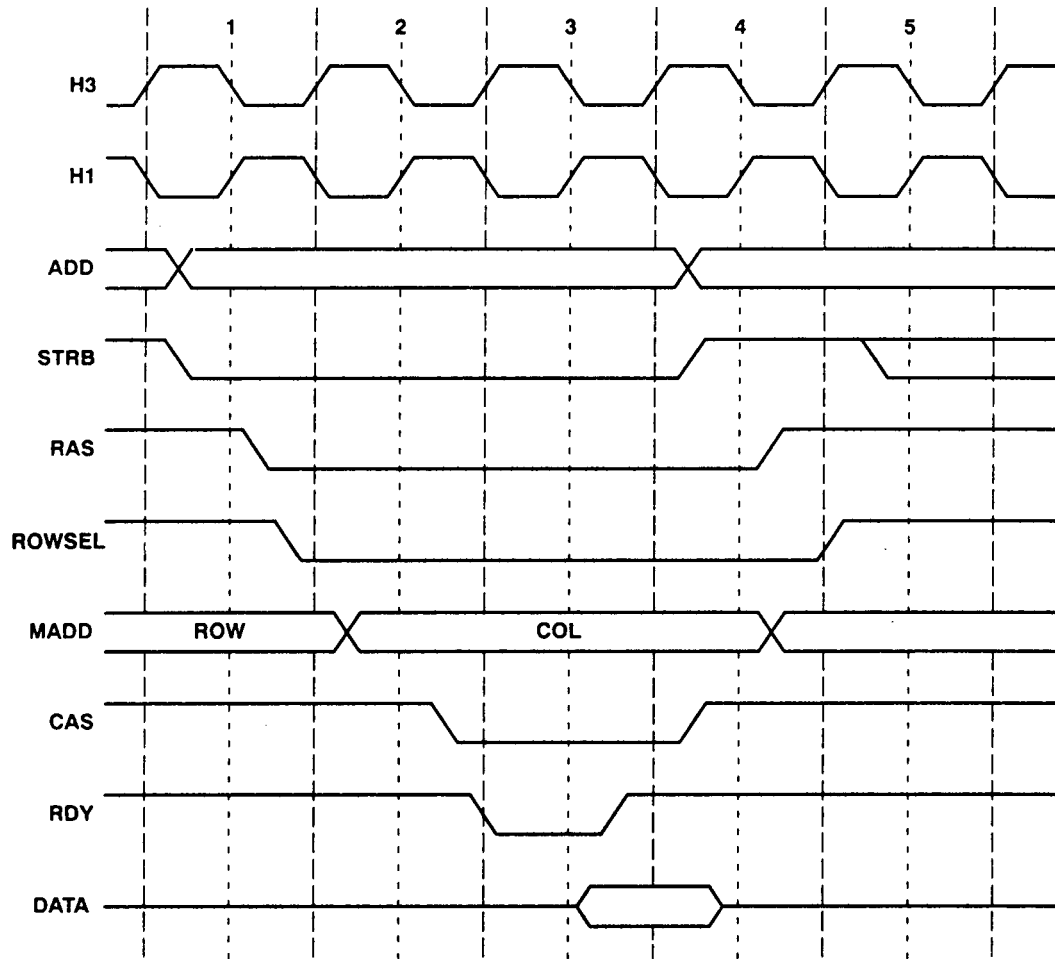 1 2 3 4 5
H3
H1
ADD
STRB
RAS
ROWSEL
MADD ROW COL
CAS
RDY
DATA